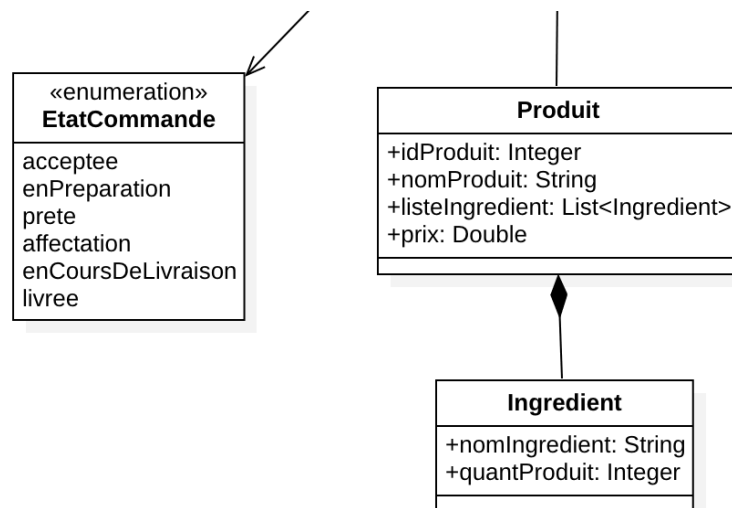 «enumeration»
EtatCommande
acceptee
enPreparation
prete
affectation
enCoursDeLivraison
livree
Produit
+idProduit: Integer
+nomProduit: String
+listeIngredient: List<Ingredient>
+prix: Double
Ingredient
+nomIngredient: String
+quantProduit: Integer